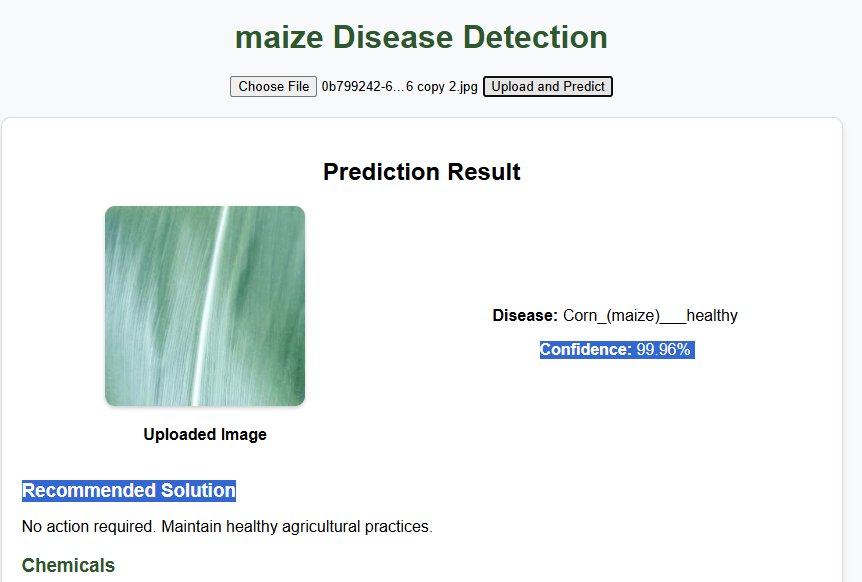 maize Disease Detection
Choose File 0b799242-6...6 copy 2.jpg Upload and Predict
Prediction Result
Disease: Corn_(maize)___healthy
Confidence: 99.96%
Uploaded Image
Recommended Solution
No action required. Maintain healthy agricultural practices.
Chemicals